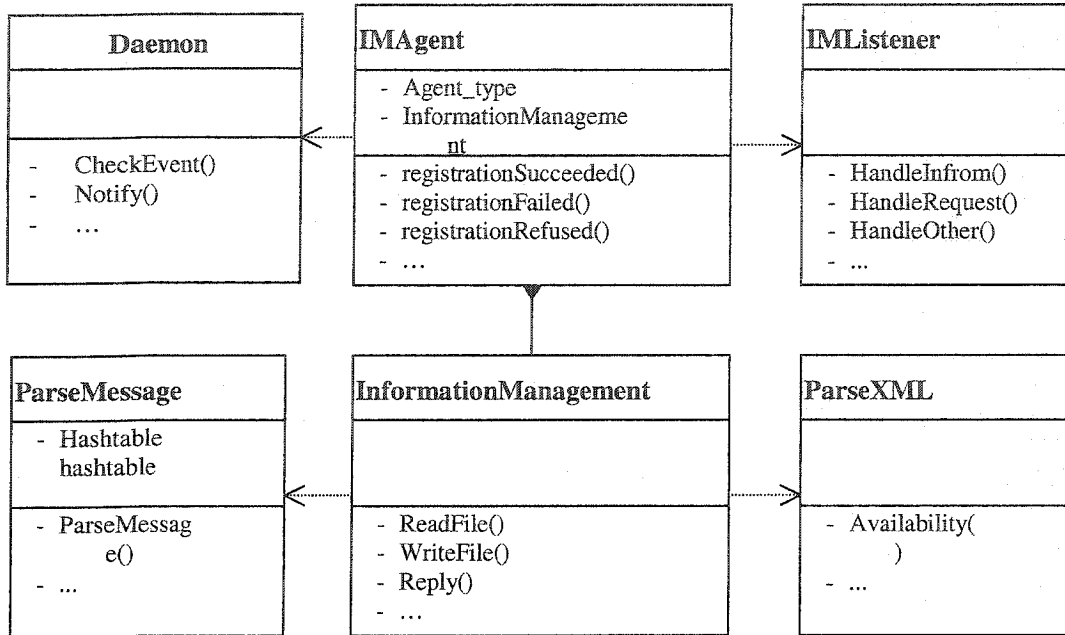 Daemon
- CheckEvent()
- Notify()
- ...
IMAgent
- Agent_type
- InformationManageme
nt
- registrationSucceeded()
- registrationFailed()
- registrationRefused()
- ...
IMListener
- HandleInfrom()
- HandleRequest()
- HandleOther()
- ...
ParseMessage
- Hashtable
hashtable
- ParseMessag
e()
- ...
InformationManagement
- ReadFile()
- WriteFile()
- Reply()
- ...
ParseXML
- Availability(
)
- ...